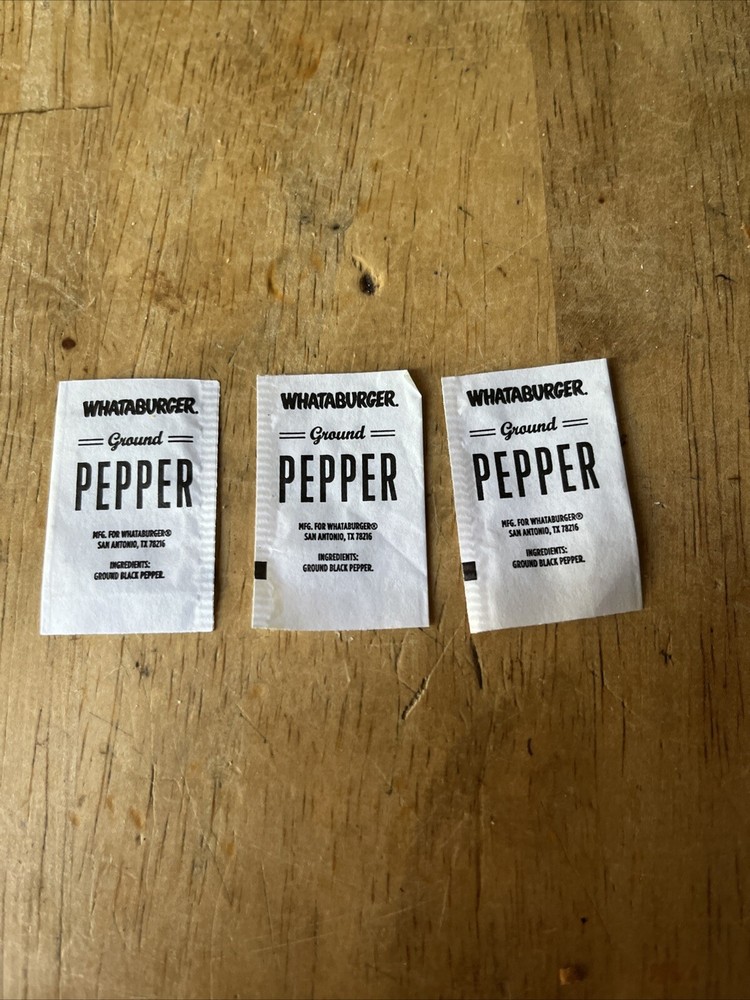 WHATABURGER.
Ground
PEPPER
MFG. FOR WHATABURGER®
SAN ANTONIO, TX 78216
INGREDIENTS:
GROUND BLACK PEPPER.
WHATABURGER.
Ground
PEPPER
MFG. FOR WHATABURGER®
SAN ANTONIO, TX 78216
INGREDIENTS:
GROUND BLACK PEPPER.
WHATABURGER.
Ground
PEPPER
MFG. FOR WHATABURGER®
SAN ANTONIO, TX 78216
INGREDIENTS:
GROUND BLACK PEPPER.